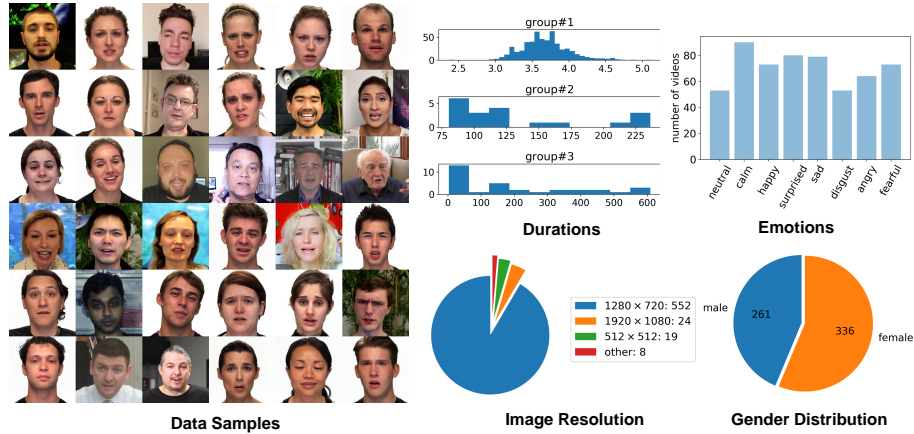 group#1
50
0
2.5 3.0 3.5 4.0 4.5 5.0
group#2
5
0
75 100 125 150 175 200 225
group#3
10
0
0 100 200 300 400 500 600
Durations
number of videos
80
60
40
20
0
neutral
calm
happy
surprised
sad
disgust
angry
fearful
Emotions
1280 × 720: 552
1920 × 1080: 24
512 × 512: 19
other: 8
male
261
336
female
Data Samples
Image Resolution
Gender Distribution